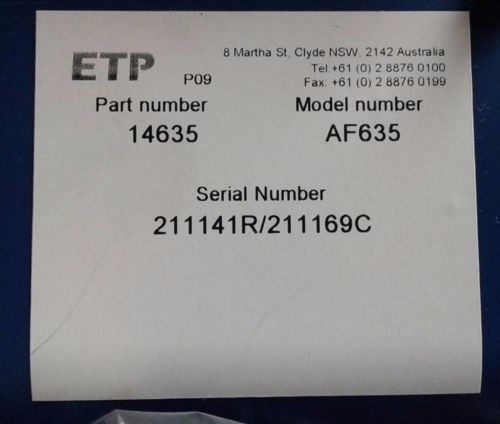 8 Martha St, Clyde NSW, 2142 Australia
ETP P09 Tel:+61 (0) 2 8876 0100
Fax: +61 (0) 2 8876 0199
Part number Model number
14635 AF635
Serial Number
211141R/211169C